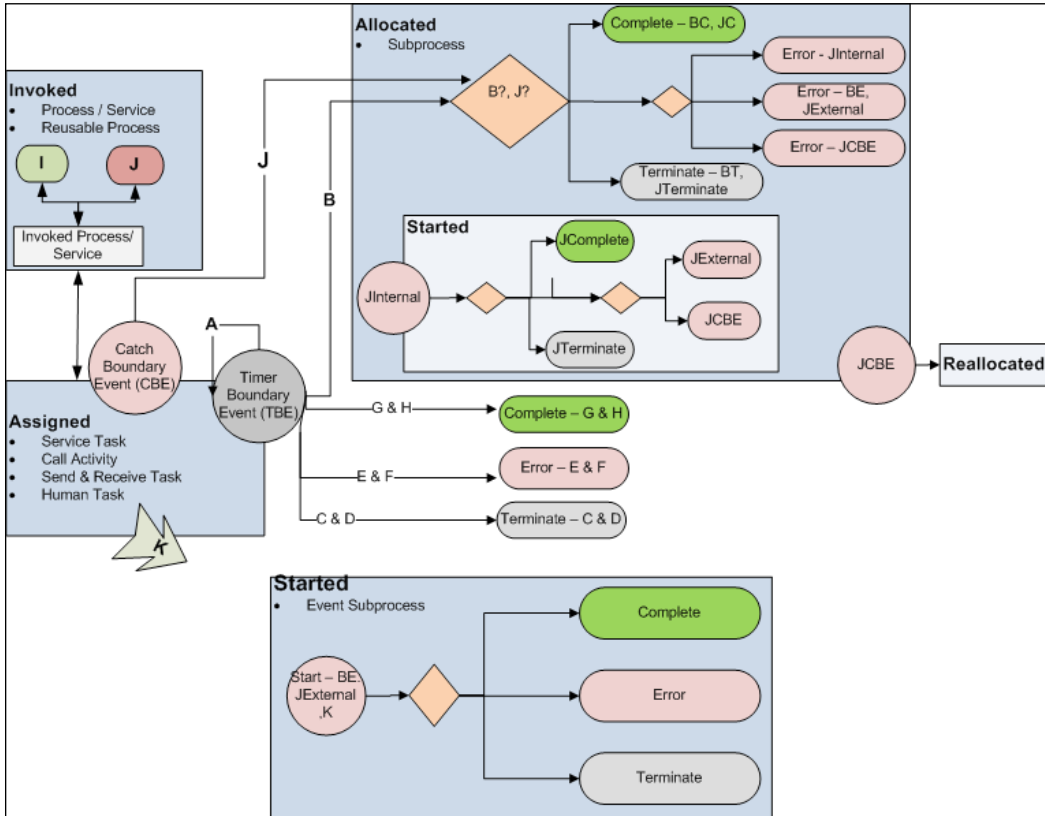 Allocated
• Subprocess
Complete – BC, JC
B?, J?
Error - JInternal
Error – BE,
JExternal
Error – JCBE
Terminate – BT,
JTerminate
Invoked
• Process / Service
• Reusable Process
I
J
Invoked Process/
Service
J
B
Started
JComplete
JInternal
JExternal
JCBE
JTerminate
JCBE
Reallocated
Catch
Boundary
Event (CBE)
A
Timer
Boundary
Event (TBE)
G & H
Complete – G & H
E & F
Error – E & F
C & D
Terminate – C & D
Assigned
• Service Task
• Call Activity
• Send & Receive Task
• Human Task
K
Started
• Event Subprocess
Start – BE.
JExternal
,K
Complete
Error
Terminate